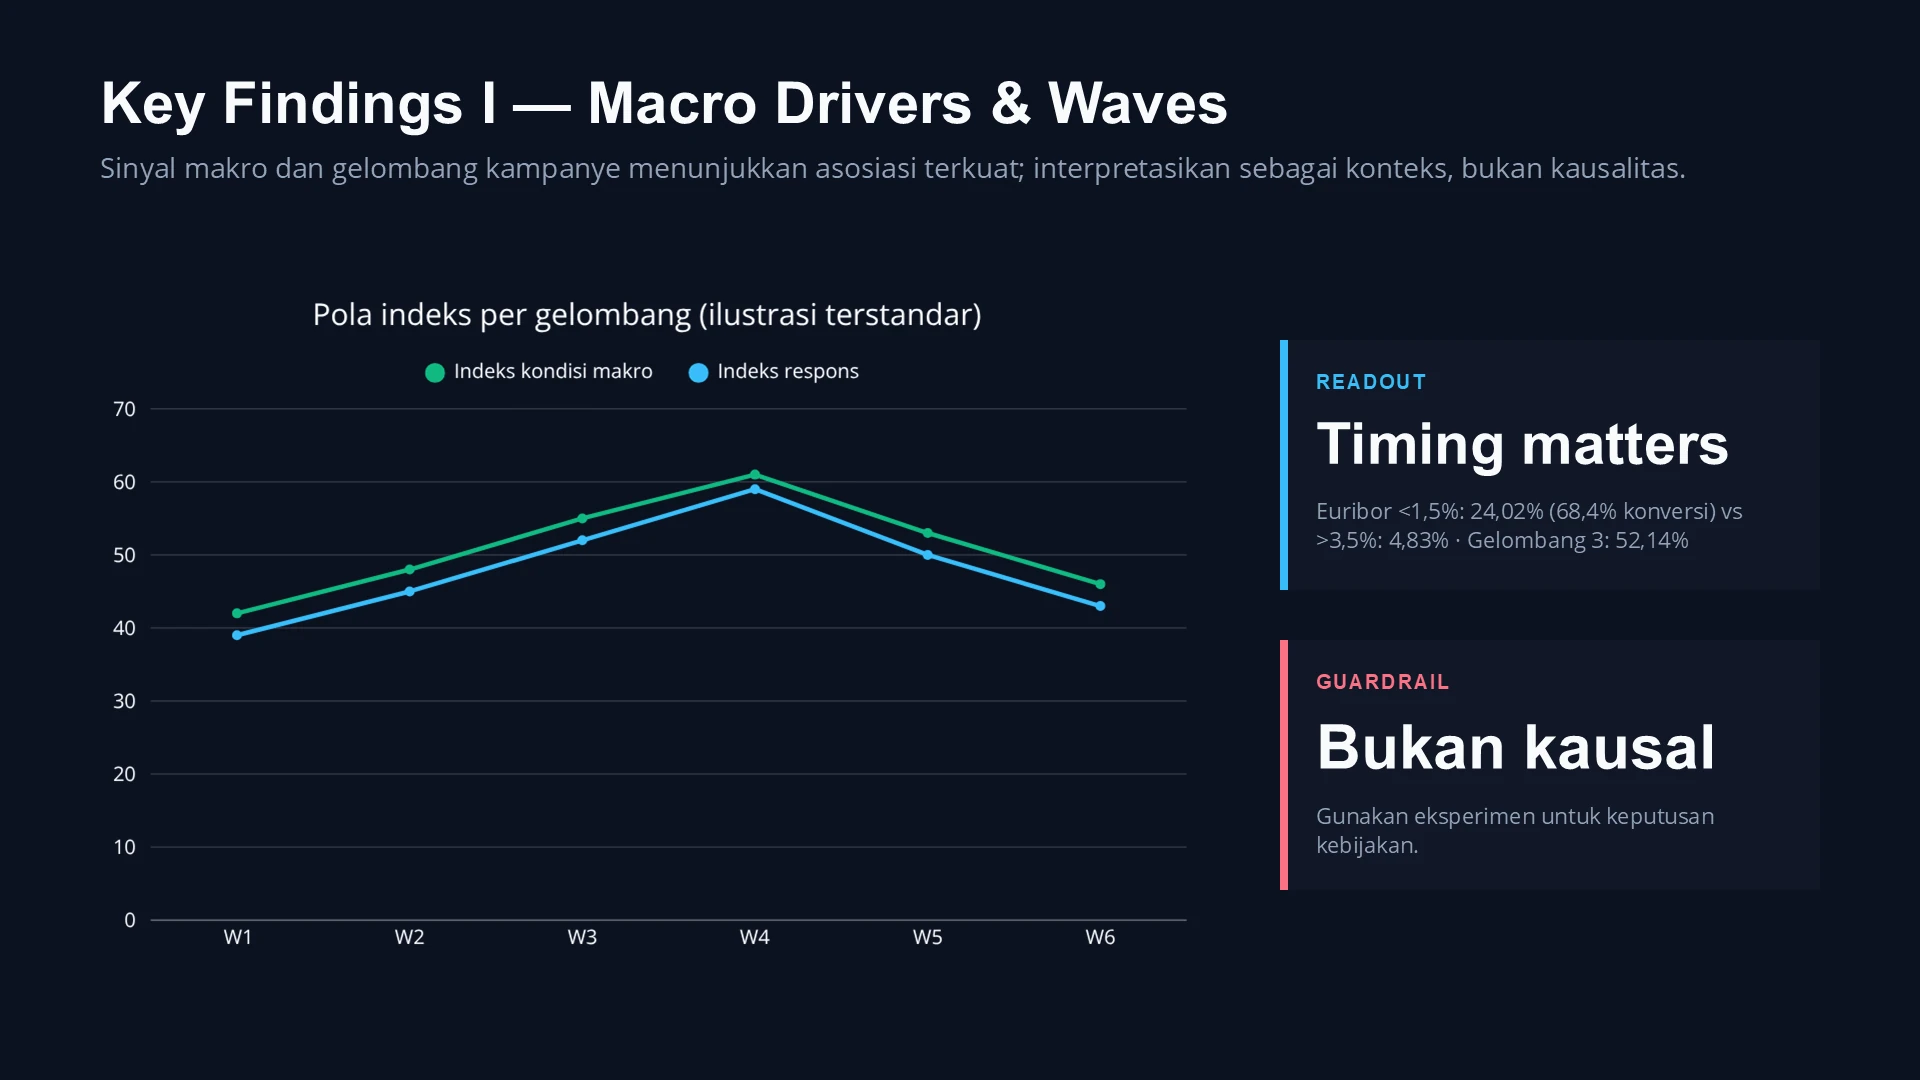 Key Findings I — Macro Drivers & Waves
Sinyal makro dan gelombang kampanye menunjukkan asosiasi terkuat; interpretasikan sebagai konteks, bukan kausalitas.
Pola indeks per gelombang (ilustrasi terstandar)
Indeks kondisi makro
Indeks respons
70
60
50
40
30
20
10
0
W1
W2
W3
W4
W5
W6
READOUT
Timing matters
Euribor <1,5%: 24,02% (68,4% konversi) vs
>3,5%: 4,83% · Gelombang 3: 52,14%
GUARDRAIL
Bukan kausal
Gunakan eksperimen untuk keputusan
kebijakan.